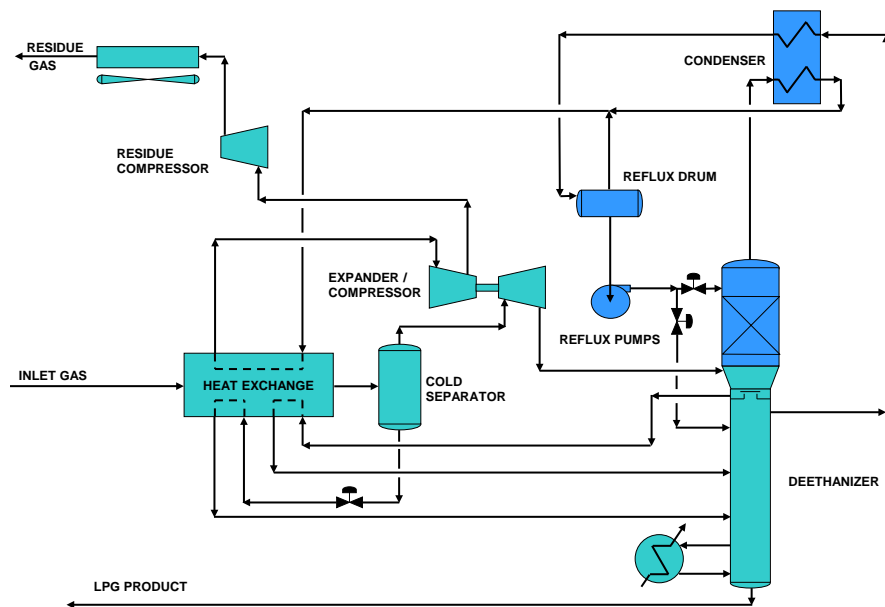 RESIDUE
GAS
CONDENSER
RESIDUE
COMPRESSOR
REFLUX DRUM
EXPANDER /
COMPRESSOR
REFLUX PUMPS
INLET GAS
HEAT EXCHANGE
COLD
SEPARATOR
DEETHANIZER
LPG PRODUCT